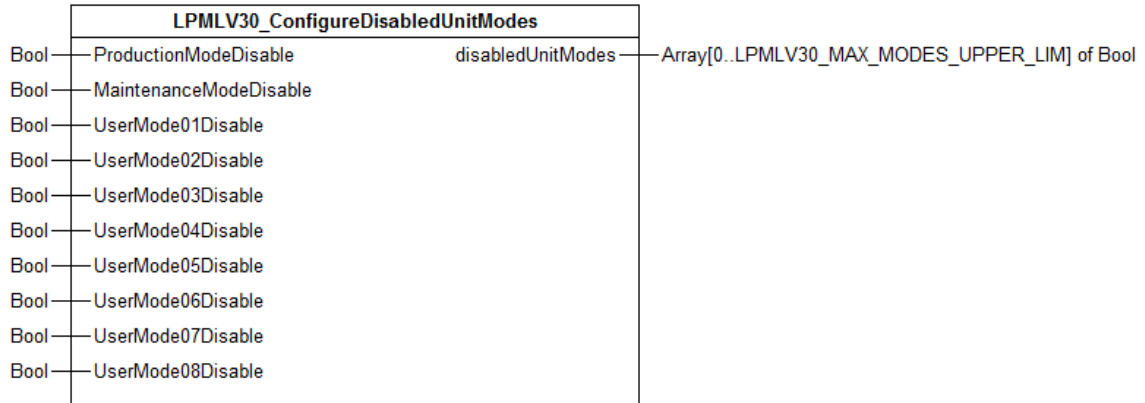 LPMLV30_ConfigureDisabledUnitModes
Bool ProductionModeDisable disabledUnitModes Array[0..LPMLV30_MAX_MODES_UPPER_LIM] of Bool
Bool MaintenanceModeDisable
Bool UserMode01Disable
Bool UserMode02Disable
Bool UserMode03Disable
Bool UserMode04Disable
Bool UserMode05Disable
Bool UserMode06Disable
Bool UserMode07Disable
Bool UserMode08Disable